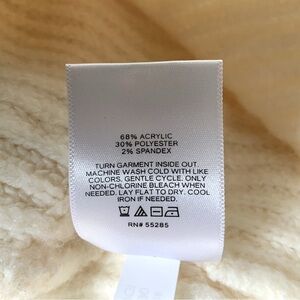 68% ACRYLIC
30% POLYESTER
2% SPANDEX
TURN GARMENT INSIDE OUT.
MACHINE WASH COLD WITH LIKE
COLORS, GENTLE CYCLE. ONLY
NON-CHLORINE BLEACH WHEN
NEEDED. LAY FLAT TO DRY. COOL
IRON IF NEEDED.
RN# 55285